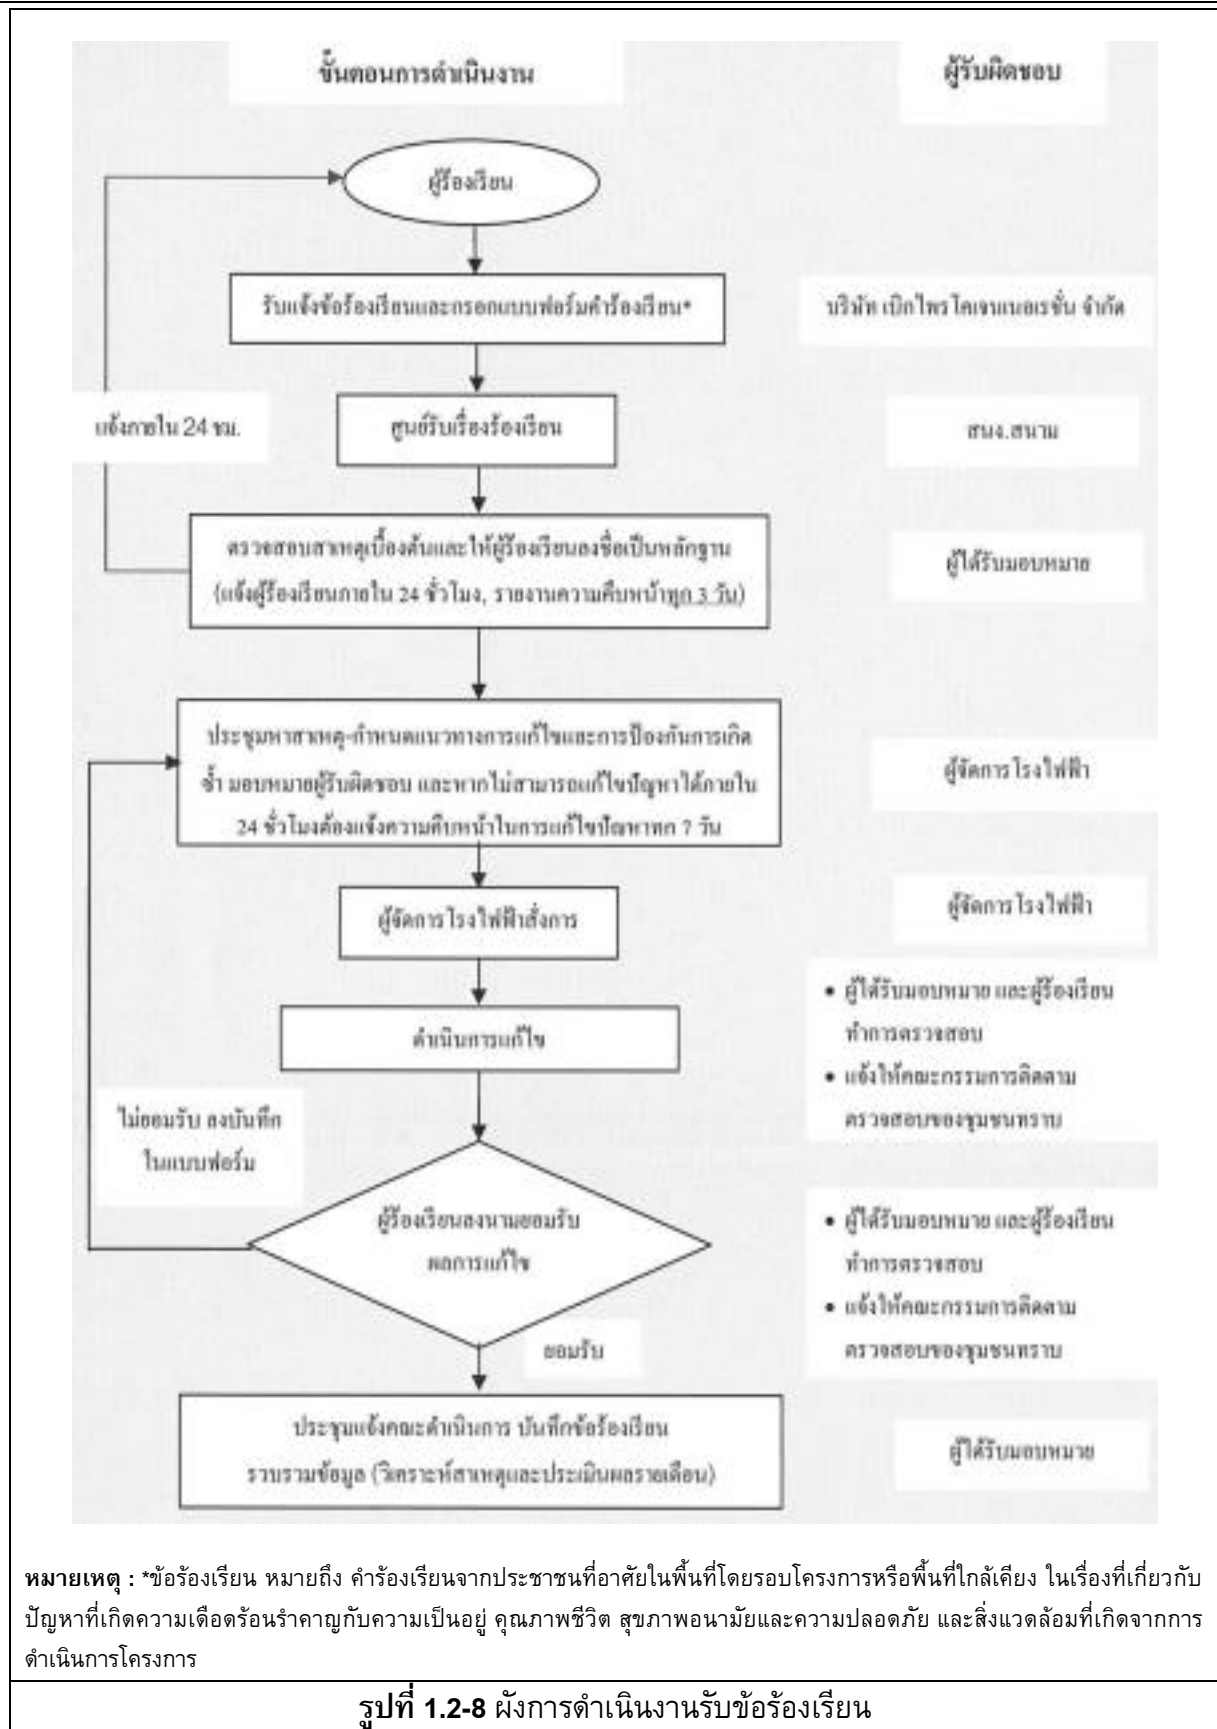 ขั้นตอนการดำเนินงาน
ผู้รับผิดชอบ
ผู้ร้องเรียน
รับแจ้งข้อร้องเรียนและกรอกแบบฟอร์มคำร้องเรียน*
บริษัท เบิกไพร โคเจนเนอเรชั่น จำกัด
แจ้งภายใน 24 ชม.
ศูนย์รับเรื่องร้องเรียน
สนง.สนาม
ตรวจสอบสาเหตุเบื้องต้นและให้ผู้ร้องเรียนลงชื่อเป็นหลักฐาน
(แจ้งผู้ร้องเรียนภายใน 24 ชั่วโมง, รายงานความคืบหน้าทุก 3 วัน)
ผู้ได้รับมอบหมาย
ประชุมหาสาเหตุ-กำหนดแนวทางการแก้ไขและการป้องกันการเกิด
ซ้ำ มอบหมายผู้รับผิดชอบ และหากไม่สามารถแก้ไขปัญหาได้ภายใน
24 ชั่วโมงต้องแจ้งความคืบหน้าในการแก้ไขปัญหาทุก 7 วัน
ผู้จัดการโรงไฟฟ้า
ผู้จัดการโรงไฟฟ้าสั่งการ
ผู้จัดการโรงไฟฟ้า
ดำเนินการแก้ไข
• ผู้ได้รับมอบหมาย และผู้ร้องเรียน
ทำการตรวจสอบ
• แจ้งให้คณะกรรมการติดตาม
ตรวจสอบของชุมชนทราบ
ไม่ยอมรับ ลงบันทึก
ในแบบฟอร์ม
ผู้ร้องเรียนลงนามยอมรับ
ผลการแก้ไข
• ผู้ได้รับมอบหมาย และผู้ร้องเรียน
ทำการตรวจสอบ
• แจ้งให้คณะกรรมการติดตาม
ตรวจสอบของชุมชนทราบ
ยอมรับ
ประชุมแจ้งคณะดำเนินการ บันทึกข้อร้องเรียน
รวบรวมข้อมูล (วิเคราะห์สาเหตุและประเมินผลรายเดือน)
ผู้ได้รับมอบหมาย
หมายเหตุ : *ข้อร้องเรียน หมายถึง คำร้องเรียนจากประชาชนที่อาศัยในพื้นที่โดยรอบโครงการหรือพื้นที่ใกล้เคียง ในเรื่องที่เกี่ยวกับ
ปัญหาที่เกิดความเดือดร้อนรำคาญกับความเป็นอยู่ คุณภาพชีวิต สุขภาพอนามัยและความปลอดภัย และสิ่งแวดล้อมที่เกิดจากการ
ดำเนินการโครงการ
รูปที่ 1.2-8 ผังการดำเนินงานรับข้อร้องเรียน